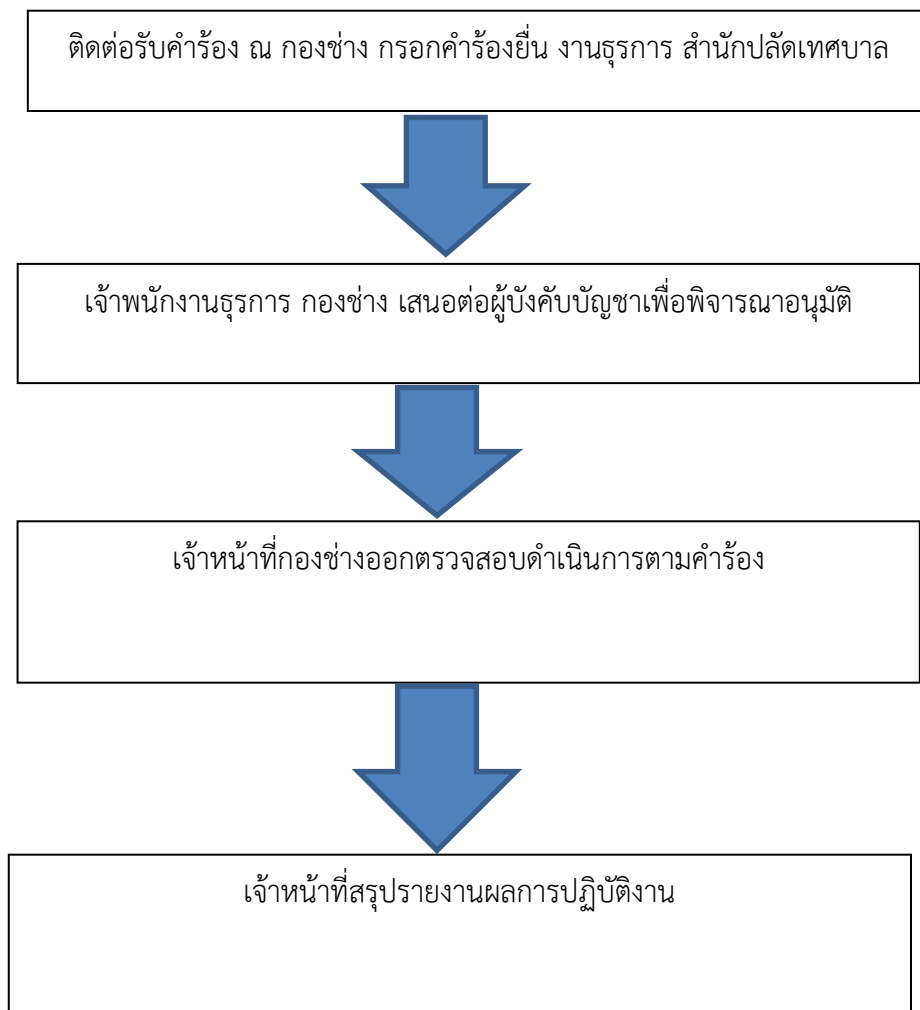 ติดต่อรับคำร้อง ณ กองช่าง กรอกคำร้องยื่น งานธุรการ สำนักปลัดเทศบาล
เจ้าพนักงานธุรการ กองช่าง เสนอต่อผู้บังคับบัญชาเพื่อพิจารณาอนุมัติ
เจ้าหน้าที่กองช่างออกตรวจสอบดำเนินการตามคำร้อง
เจ้าหน้าที่สรุปรายงานผลการปฏิบัติงาน